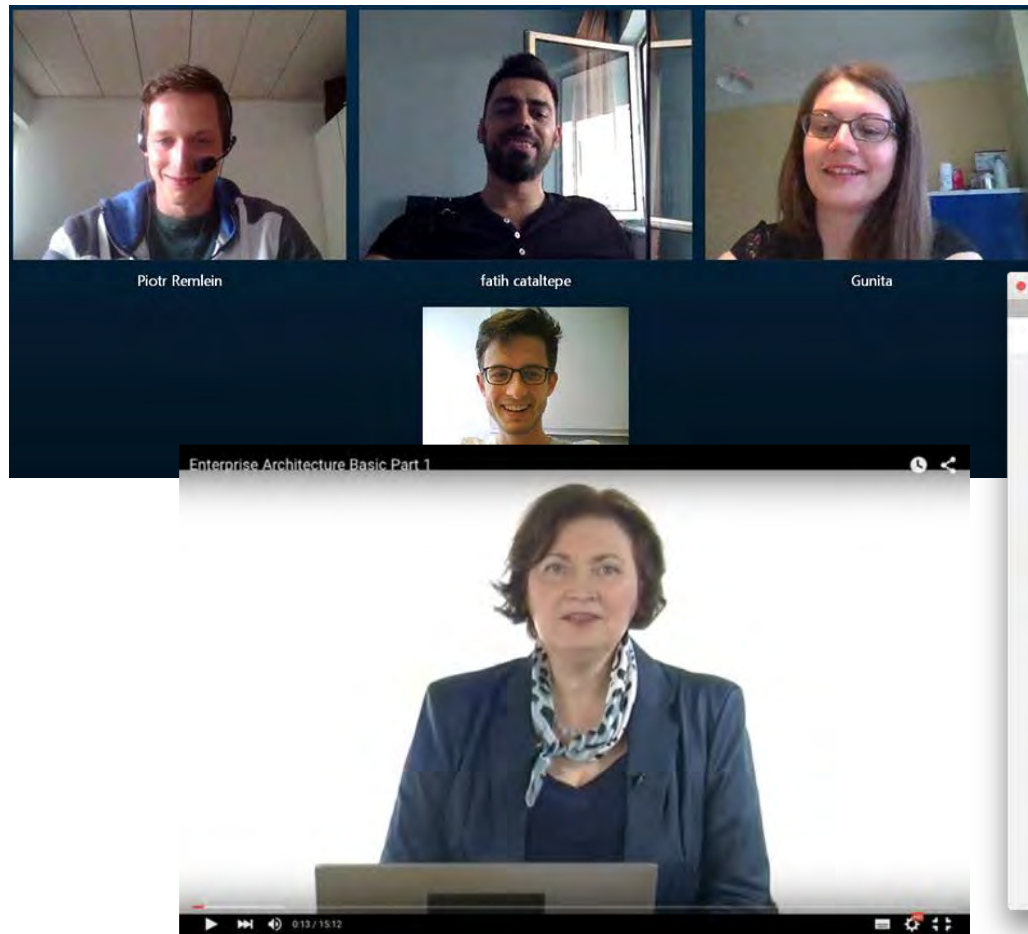 Piotr Remlein
fatih cataltepe
Gunita
Enterprise Architecture Basic Part 1
0:13 / 15:12